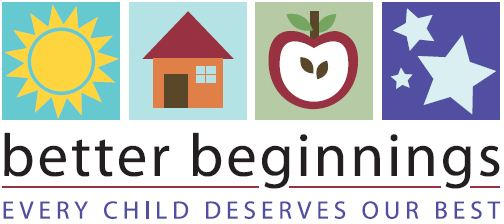 better beginnings
EVERY CHILD DESERVES OUR BEST